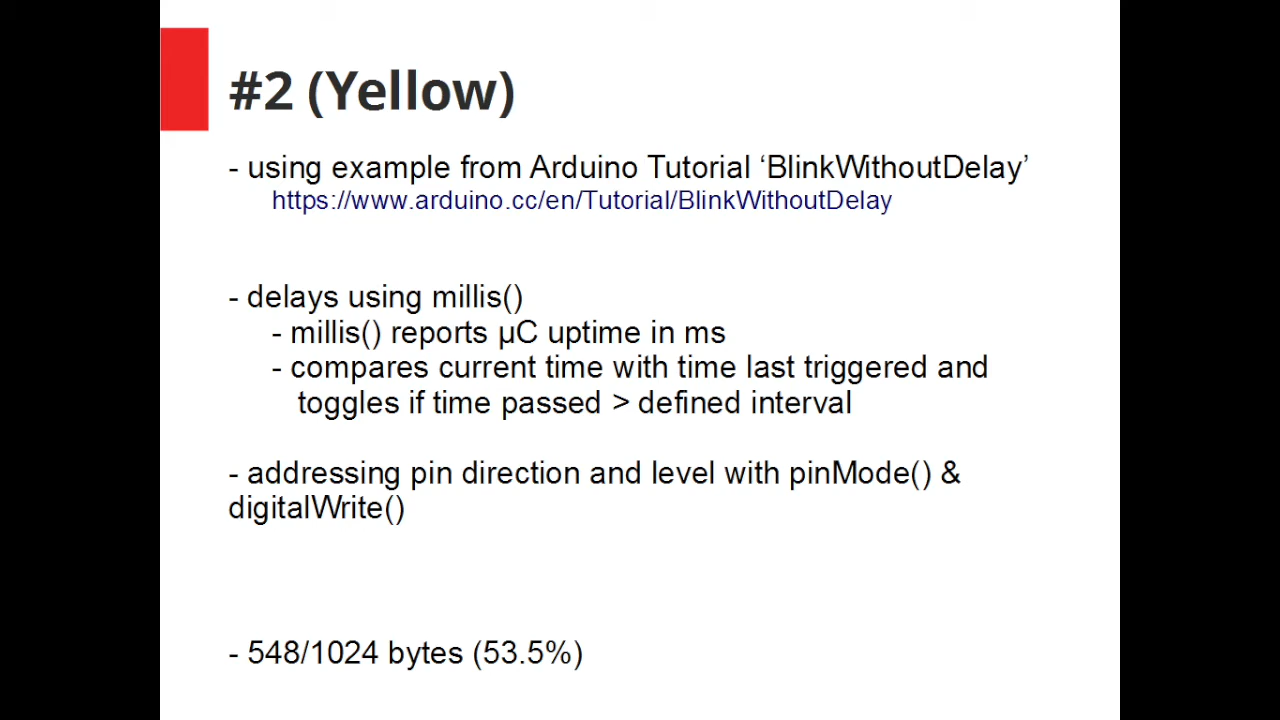 #2 (Yellow)
- using example from Arduino Tutorial ‘BlinkWithoutDelay’
https://www.arduino.cc/en/Tutorial/BlinkWithoutDelay
- delays using millis()
- millis() reports µC uptime in ms
- compares current time with time last triggered and
toggles if time passed > defined interval
- addressing pin direction and level with pinMode() &
digitalWrite()
- 548/1024 bytes (53.5%)